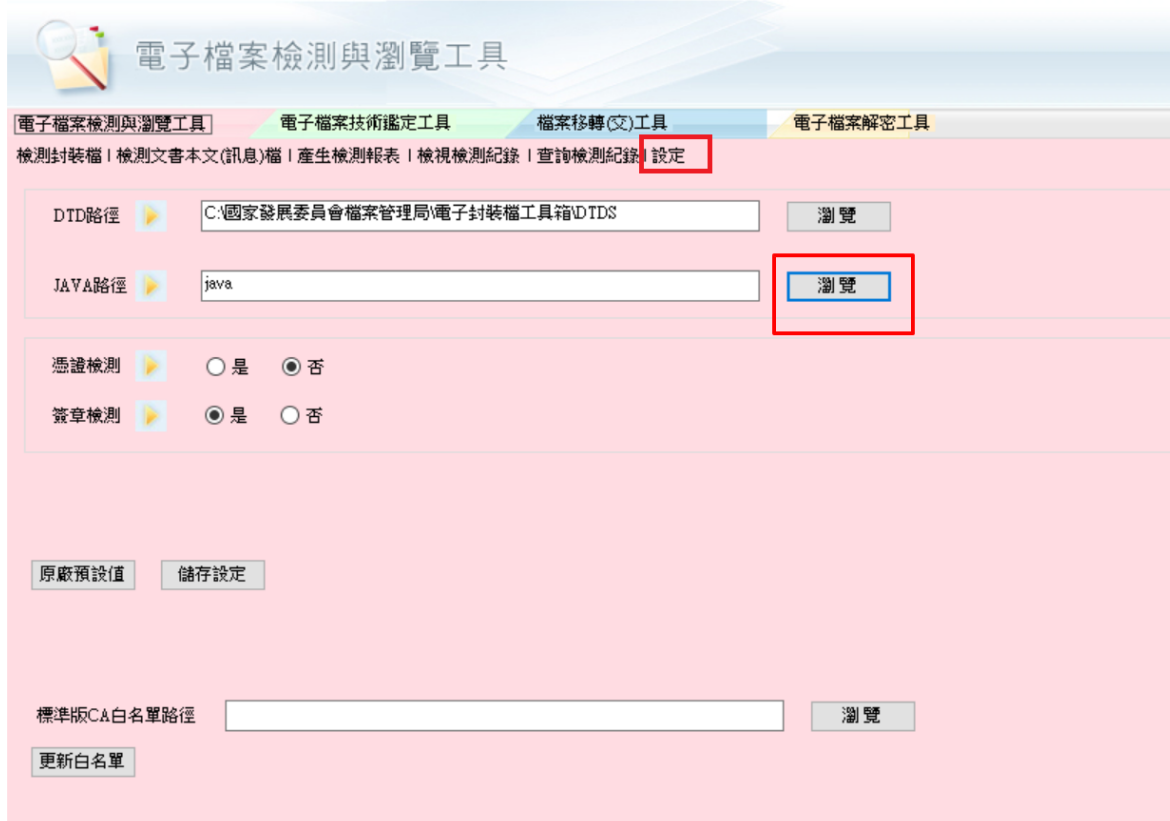 電子檔案檢測與瀏覽工具
電子檔案檢測與瀏覽工具 電子檔案技術鑑定工具 檔案移轉(交)工具 電子檔案解密工具
檢測封裝檔 | 檢測文書本文(訊息)檔 | 產生檢測報表 | 檢視檢測紀錄 | 查詢檢測紀錄 | 設定
DTD路徑 C:\國家發展委員會檔案管理局\電子封裝檔工具箱\DTDS 瀏覽
JAVA路徑 java 瀏覽
憑證檢測 是 否
簽章檢測 是 否
原廠預設值 儲存設定
標準版CA白名單路徑 瀏覽
更新白名單